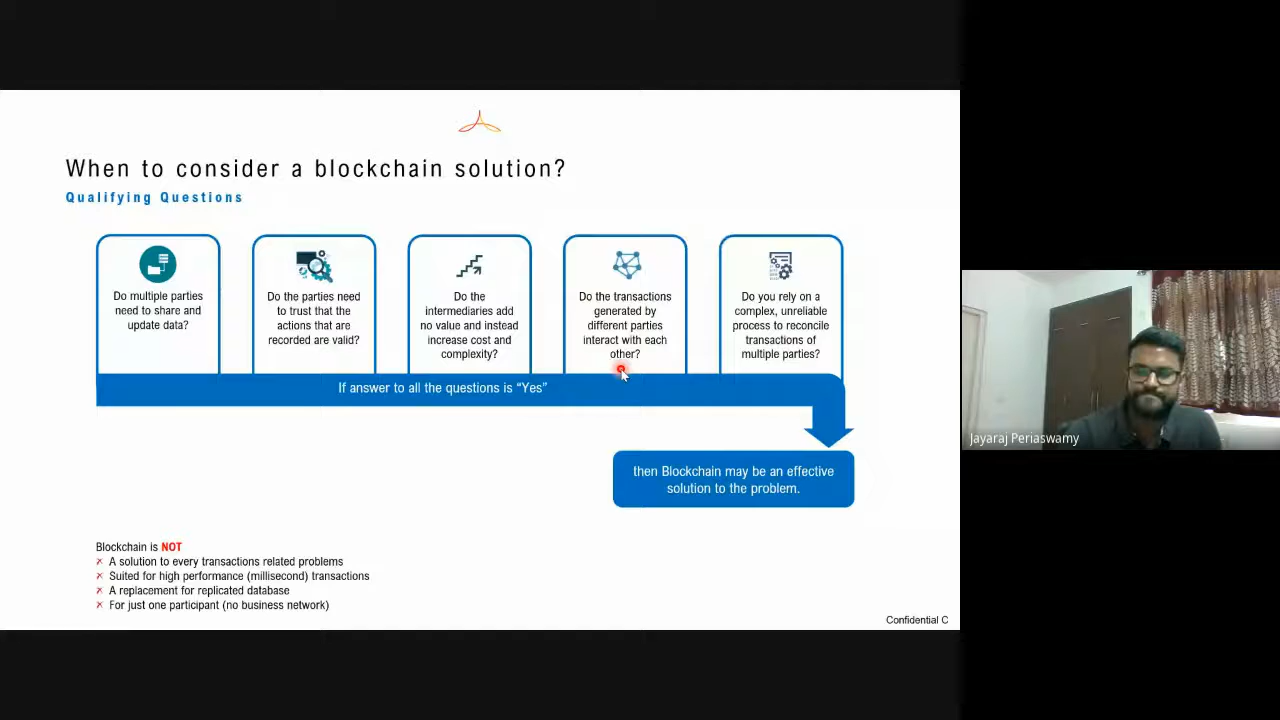 When to consider a blockchain solution?
Qualifying Questions
Do multiple parties
need to share and
update data?
Do the parties need
to trust that the
actions that are
recorded are valid?
Do the
intermediaries add
no value and instead
increase cost and
complexity?
Do the transactions
generated by
different parties
interact with each
other?
Do you rely on a
complex, unreliable
process to reconcile
transactions of
multiple parties?
If answer to all the questions is “Yes”
then Blockchain may be an effective
solution to the problem.
Blockchain is NOT
× A solution to every transactions related problems
× Suited for high performance (millisecond) transactions
× A replacement for replicated database
× For just one participant (no business network)
Confidential C
Jayaraj Periaswamy